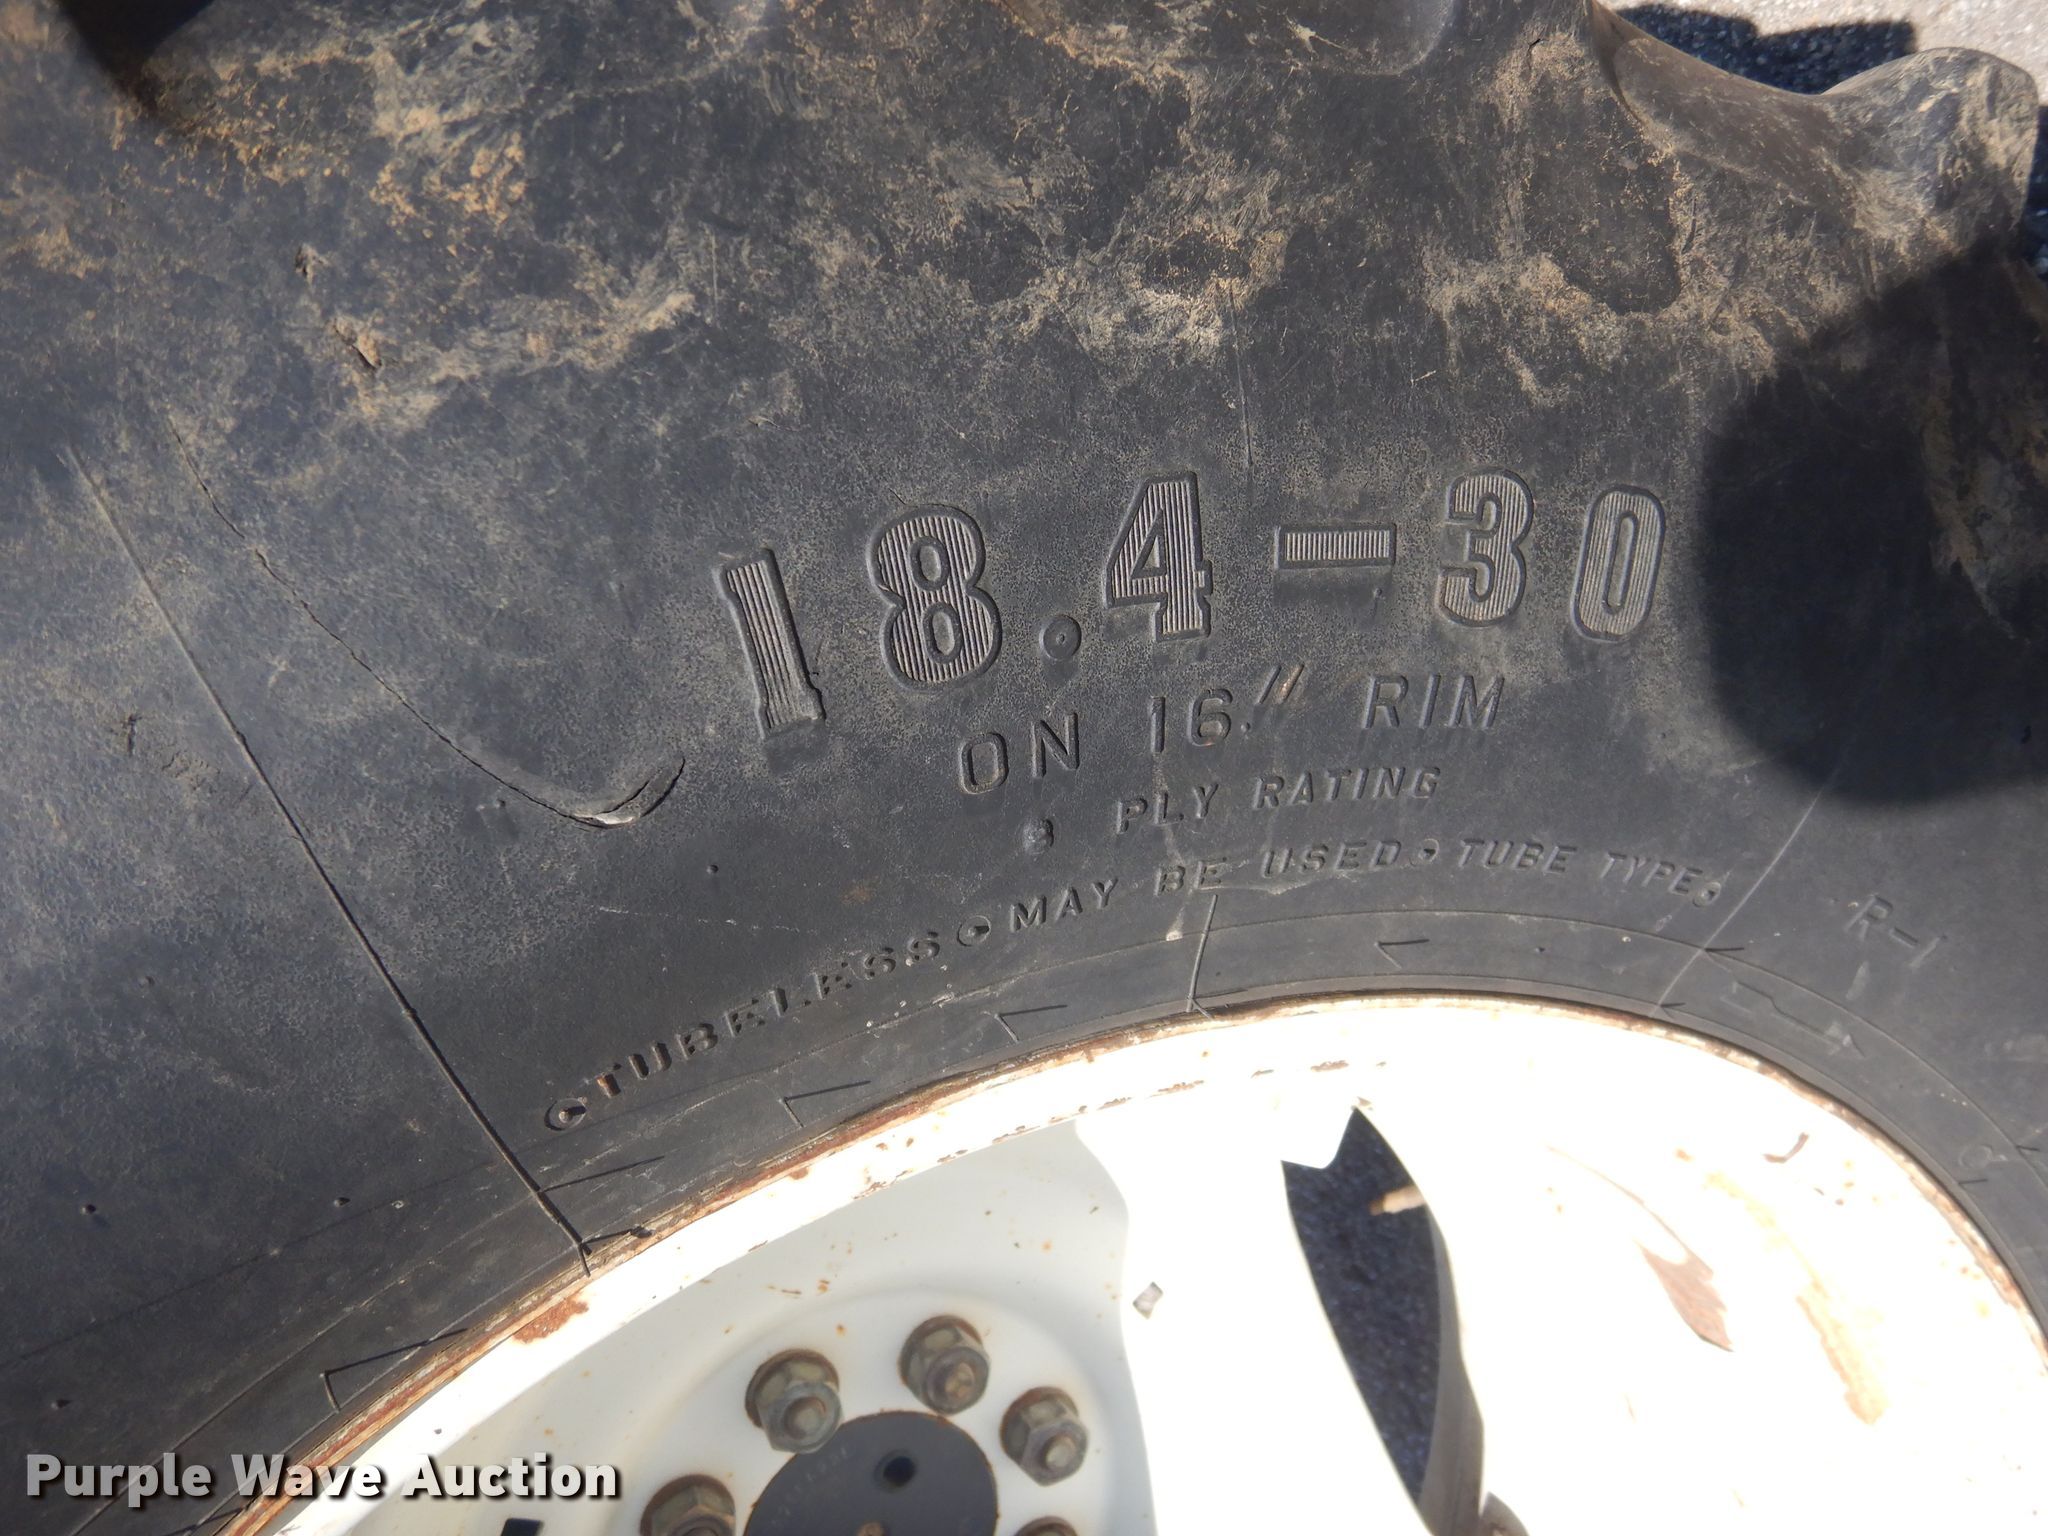 18.4-30
ON 16." RIM
8 PLY RATING
TUBELESS • MAY BE USED • TUBE TYPE •
R-1
Purple Wave Auction